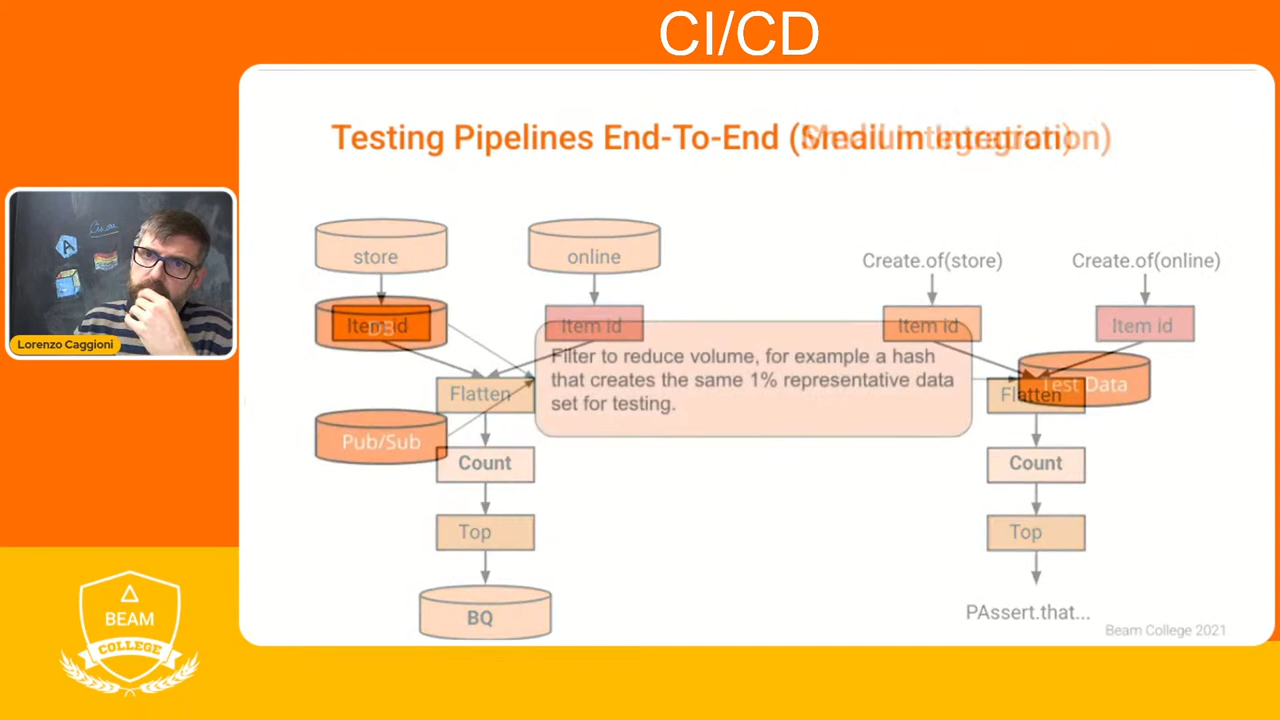 CI/CD
Testing Pipelines End-To-End (Medium Integration)
store
online
Create.of(store)
Create.of(online)
Item id
Item id
Item id
Item id
Filter to reduce volume, for example a hash
that creates the same 1% representative data
set for testing.
Flatten
Test Data
Flatten
Pub/Sub
Count
Count
Top
Top
BQ
PAssert.that...
Beam College 2021
Lorenzo Caggioni
BEAM
COLLEGE